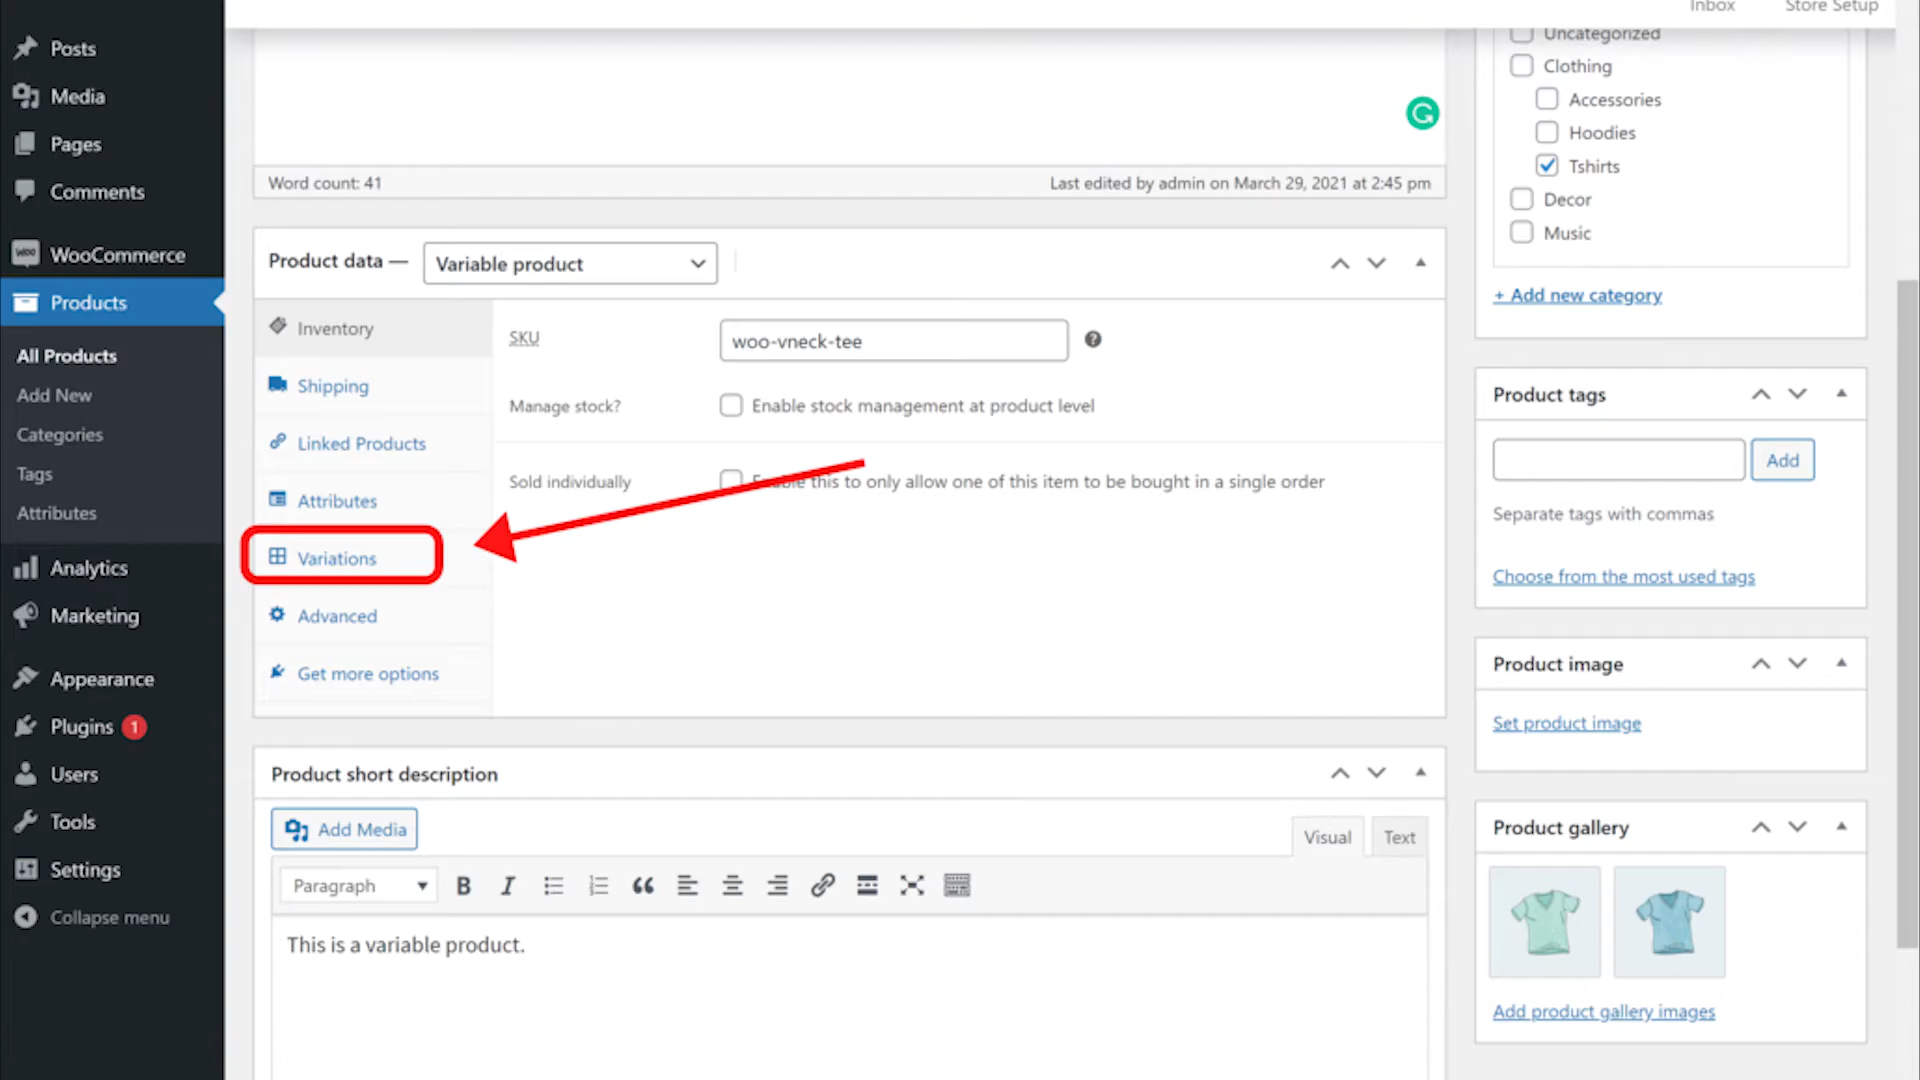 Inbox
Store Setup
Posts
Media
Pages
Comments
WooCommerce
Products
All Products
Add New
Categories
Tags
Attributes
Analytics
Marketing
Appearance
Plugins 1
Users
Tools
Settings
Collapse menu
Word count: 41
Last edited by admin on March 29, 2021 at 2:45 pm
Product data —
Variable product
Inventory
Shipping
Linked Products
Attributes
Variations
Advanced
Get more options
SKU
woo-vneck-tee
Manage stock?
Enable stock management at product level
Sold individually
Enable this to only allow one of this item to be bought in a single order
Product short description
Add Media
Visual
Text
Paragraph
This is a variable product.
Uncategorized
Clothing
Accessories
Hoodies
Tshirts
Decor
Music
+ Add new category
Product tags
Add
Separate tags with commas
Choose from the most used tags
Product image
Set product image
Product gallery
Add product gallery images